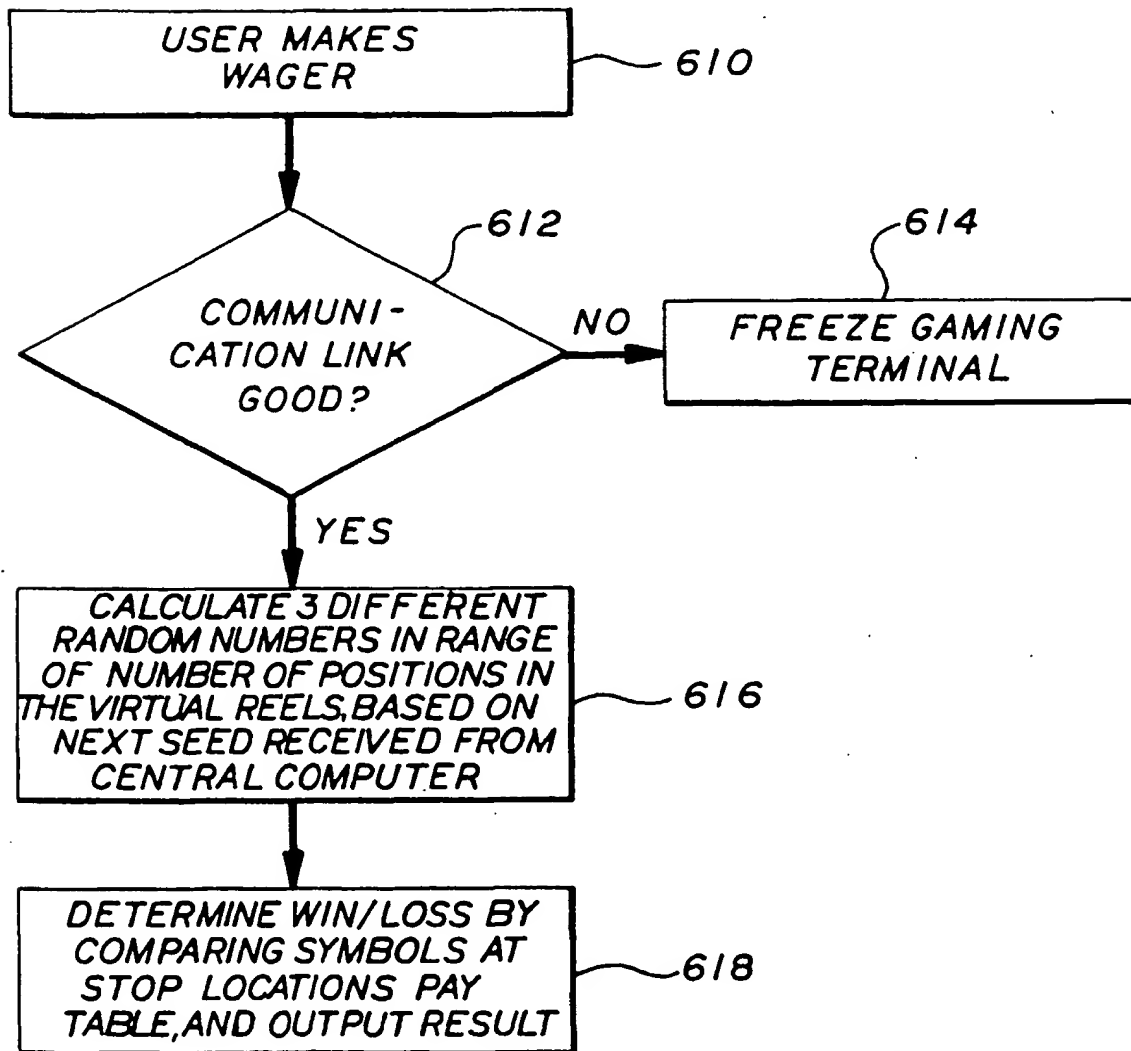 USER MAKES
WAGER
610
612
COMMUNI-
CATION LINK
GOOD?
NO
614
FREEZE GAMING
TERMINAL
YES
CALCULATE 3 DIFFERENT
RANDOM NUMBERS IN RANGE
OF NUMBER OF POSITIONS IN
THE VIRTUAL REELS, BASED ON
NEXT SEED RECEIVED FROM
CENTRAL COMPUTER
616
DETERMINE WIN/LOSS BY
COMPARING SYMBOLS AT
STOP LOCATIONS PAY
TABLE, AND OUTPUT RESULT
618